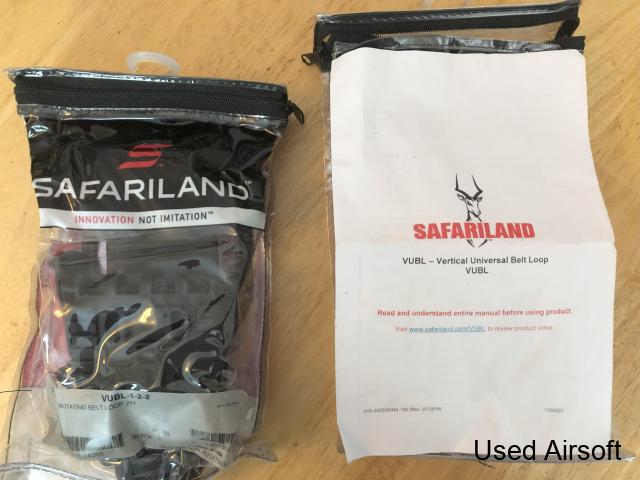 SAFARILAND™
INNOVATION NOT IMITATION™
VUBL-1-2-2
ROTATING BELT LOOP
SAFARILAND
VUBL – Vertical Universal Belt Loop
VUBL
Read and understand entire manual before using product
Visit www.safariland.com/VUBL to review product video.
Used Airsoft